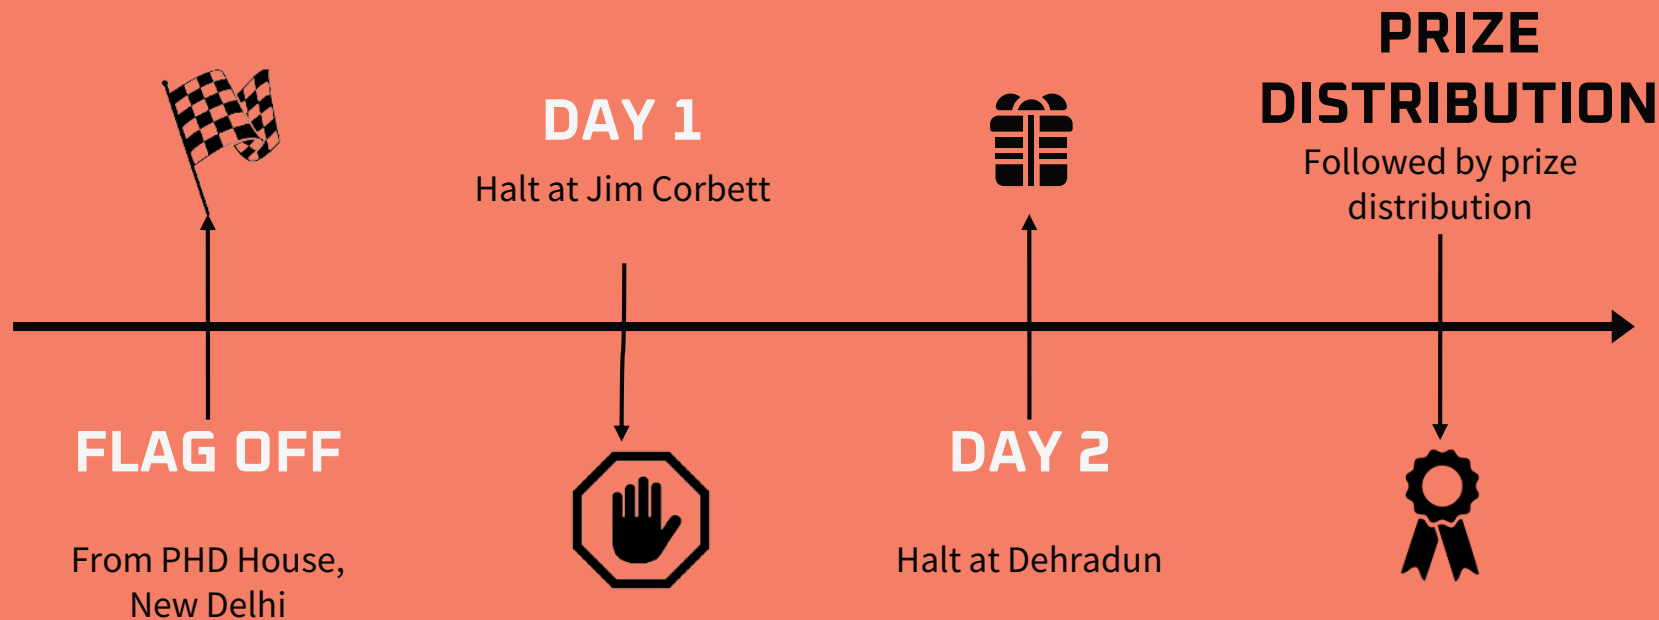 FLAG OFF
From PHD House,
New Delhi
DAY 1
Halt at Jim Corbett
DAY 2
Halt at Dehradun
PRIZE
DISTRIBUTION
Followed by prize
distribution